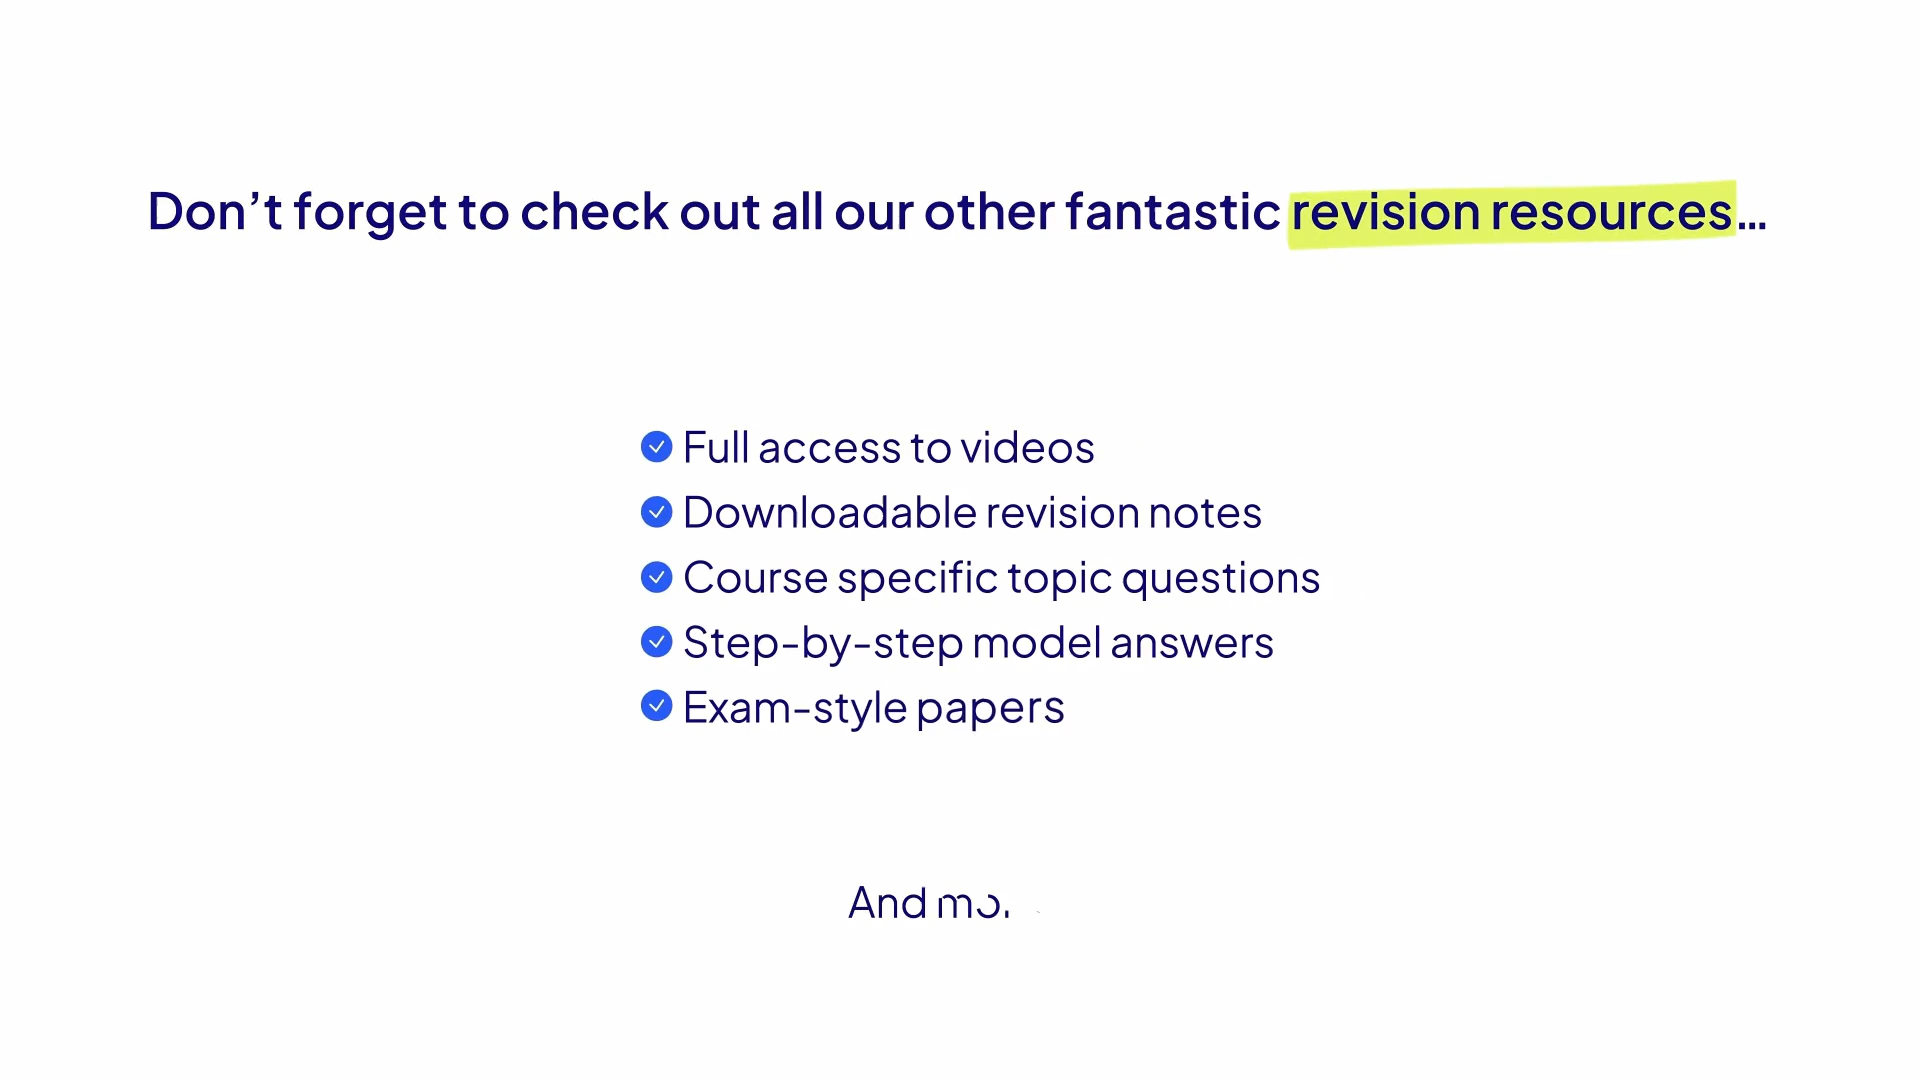 Don’t forget to check out all our other fantastic revision resources...
Full access to videos
Downloadable revision notes
Course specific topic questions
Step-by-step model answers
Exam-style papers
And